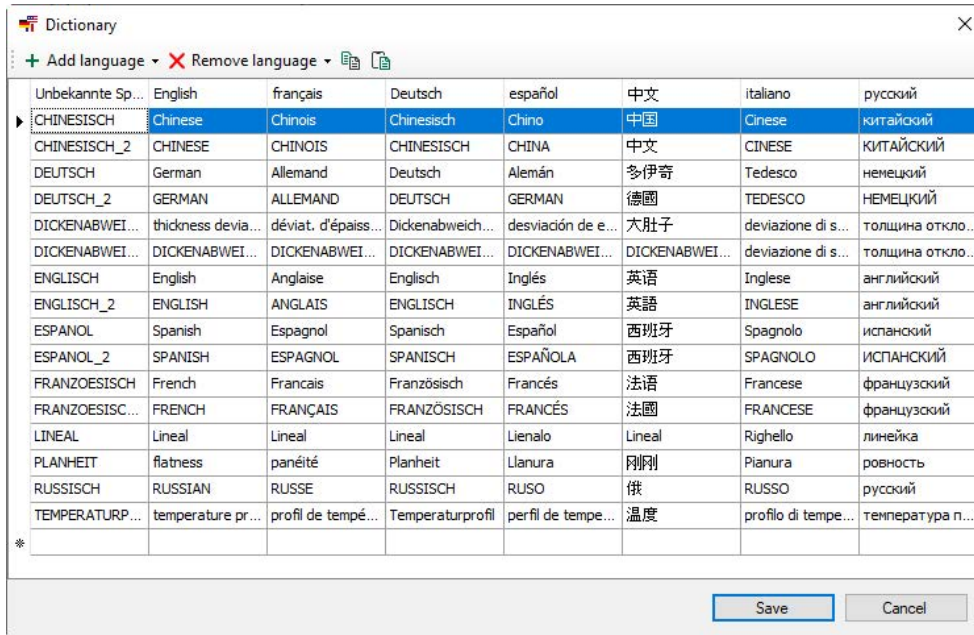 Dictionary
Add language Remove language
Unbekannte Sp... English français Deutsch español 中文 italiano русский
CHINESISCH Chinese Chinois Chinesisch Chino 中国 Cinese китайский
CHINESISCH_2 CHINESE CHINOIS CHINESISCH CHINA 中文 CINESE КИТАЙСКИЙ
DEUTSCH German Allemand Deutsch Alemán 多伊奇 Tedesco немецкий
DEUTSCH_2 GERMAN ALLEMAND DEUTSCH GERMAN 德國 TEDESCO НЕМЕЦКИЙ
DICKENABWEI... thickness devia... déviat. d'épaiss... Dickenabweich... desviación de e...大肚子 deviazione di s... толщина откло...
DICKENABWEI... DICKENABWEI... DICKENABWEI... DICKENABWEI... DICKENABWEI... DICKENABWEI... deviazione di s... толщина откло...
ENGLISCH English Anglaise Englisch Inglés 英语 Inglese английский
ENGLISCH_2 ENGLISH ANGLAIS ENGLISCH INGLÉS 英語 INGLESE английский
ESPANOL Spanish Espagnol Spanisch Español 西班牙 Spagnolo испанский
ESPANOL_2 SPANISH ESPAGNOL SPANISCH ESPAÑOLA 西班牙 SPAGNOLO ИСПАНСКИЙ
FRANZOESISCH French Francais Französisch Francés 法语 Francese французский
FRANZOESISC... FRENCH FRANÇAIS FRANZÖSISCH FRANCÉS 法國 FRANCESE французский
LINEAL Lineal Lineal Lineal Lienalo Lineal Righello линейка
PLANHEIT flatness panéité Planheit Llanura 刚刚 Pianura ровность
RUSSISCH RUSSIAN RUSSE RUSSISCH RUSO 俄 RUSSO русский
TEMPERATURP... temperature pr... profil de tempé... Temperaturprofil perfil de tempe... 温度 profilo di tempe... температура п...
Save Cancel